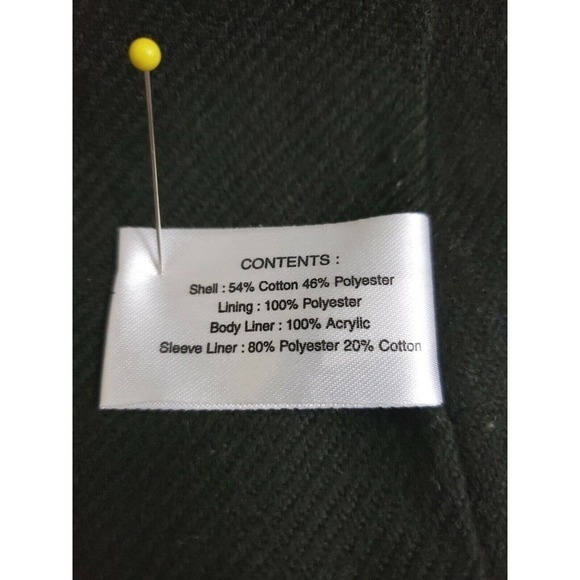 CONTENTS :
Shell : 54% Cotton 46% Polyester
Lining : 100% Polyester
Body Liner : 100% Acrylic
Sleeve Liner : 80% Polyester 20% Cotton